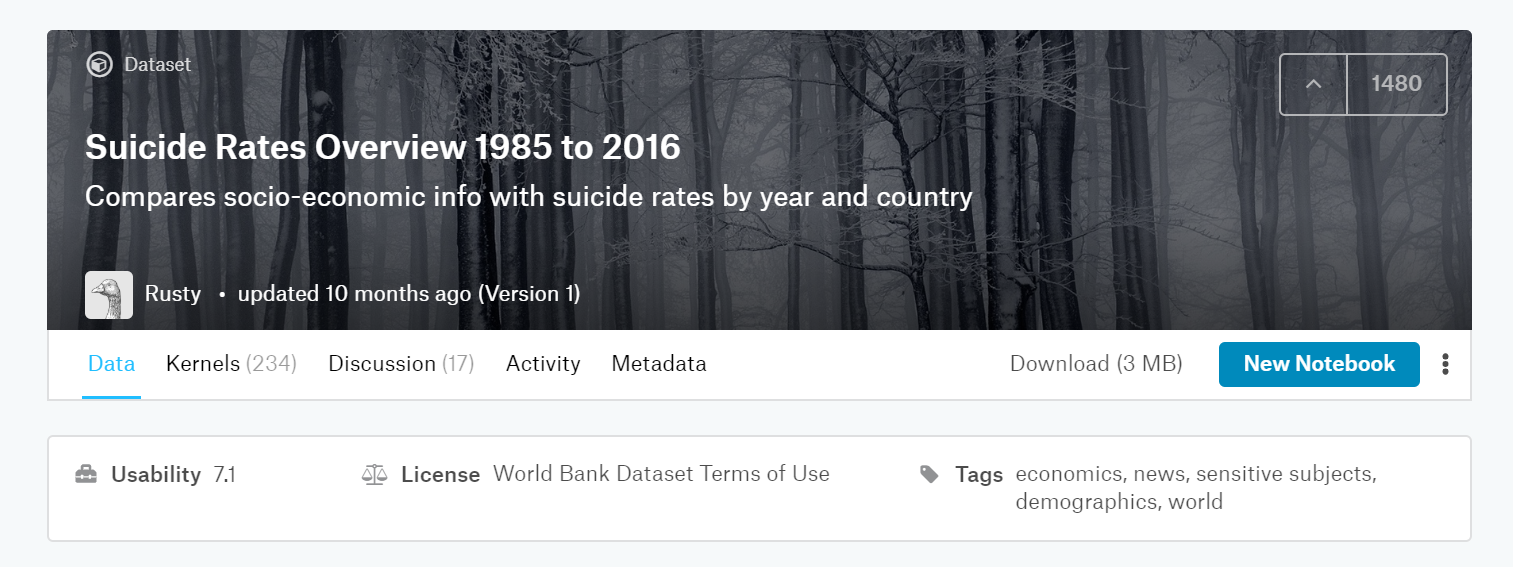 Dataset
1480
Suicide Rates Overview 1985 to 2016
Compares socio-economic info with suicide rates by year and country
Rusty • updated 10 months ago (Version 1)
Data Kernels (234) Discussion (17) Activity Metadata Download (3 MB) New Notebook
Usability 7.1 License World Bank Dataset Terms of Use Tags economics, news, sensitive subjects,
demographics, world